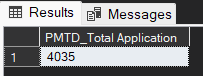 Results Messages
PMTD_Total Application
1 4035